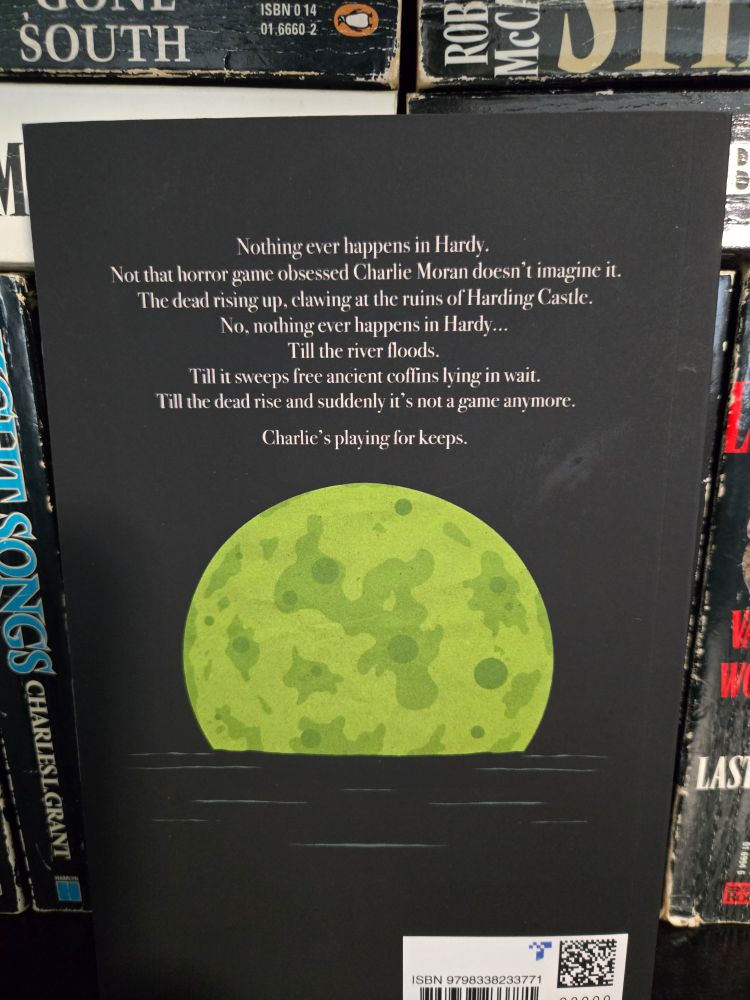 GONE
SOUTH
ISBN 0 14
01.6660 2
ROB
McCA
M
B
Nothing ever happens in Hardy.
Not that horror game obsessed Charlie Moran doesn't imagine it.
The dead rising up, clawing at the ruins of Harding Castle.
No, nothing ever happens in Hardy...
Till the river floods.
Till it sweeps free ancient coffins lying in wait.
Till the dead rise and suddenly it's not a game anymore.
Charlie's playing for keeps.
SONGS
CHARLES L. GRANT
HAMLYN
LAST
ISBN 9798338233771